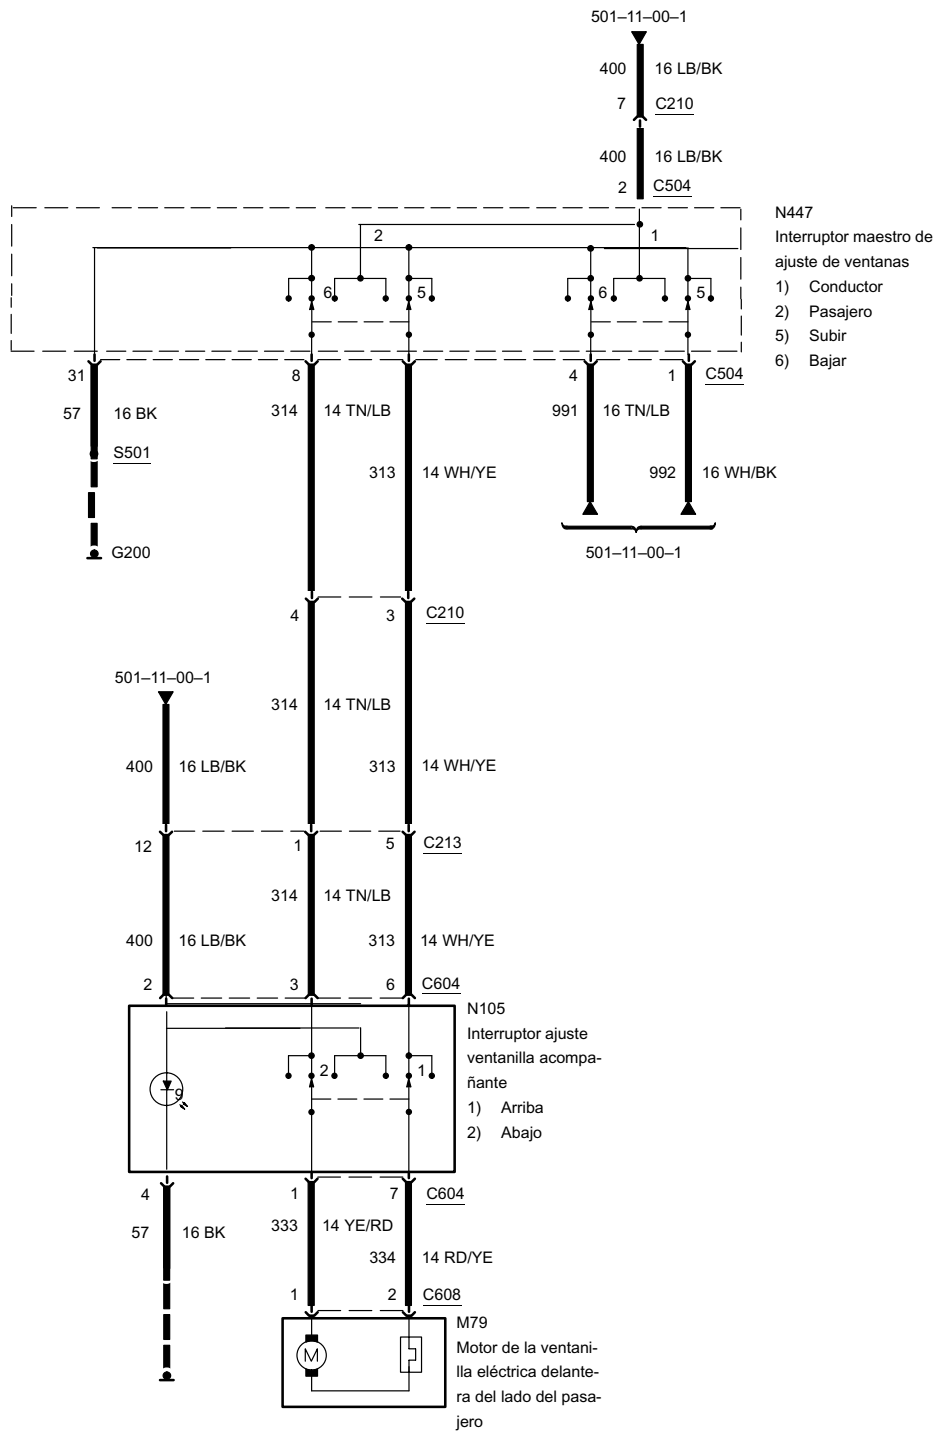 501–11–00–1
400 16 LB/BK
7 C210
400 16 LB/BK
2 C504
N447
Interruptor maestro de
ajuste de ventanas
1) Conductor
2) Pasajero
5) Subir
6) Bajar
2 1
6 5 6 5
31 8 4 1 C504
57 16 BK 314 14 TN/LB 991 16 TN/LB
S501
313 14 WH/YE 992 16 WH/BK
G200
501–11–00–1
4 3 C210
501–11–00–1
314 14 TN/LB
400 16 LB/BK 313 14 WH/YE
12 1 5 C213
314 14 TN/LB
400 16 LB/BK 313 14 WH/YE
2 3 6 C604
N105
Interruptor ajuste
ventanilla acompa-
ñante
1) Arriba
2) Abajo
2 1
9
4 1 7 C604
57 16 BK 333 14 YE/RD
334 14 RD/YE
1 2 C608
M79
Motor de la ventani-
lla eléctrica delante-
ra del lado del pasa-
jero
M